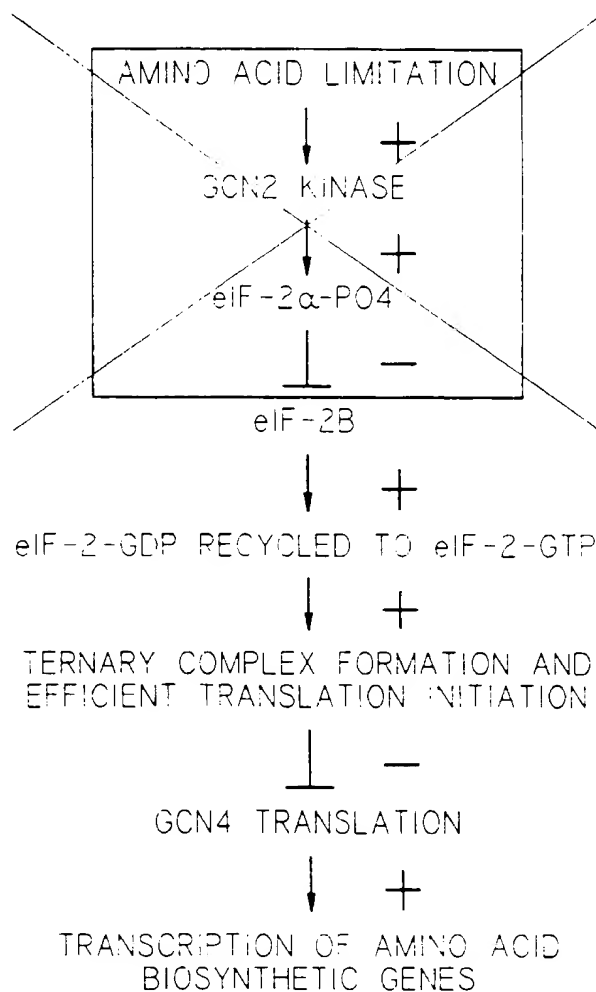 AMINO ACID LIMITATION
+
GCN2 KINASE
+
eIF-2α-PO4
−
eIF-2B
+
eIF-2-GDP RECYCLED TO eIF-2-GTP
+
TERNARY COMPLEX FORMATION AND
EFFICIENT TRANSLATION INITIATION
−
GCN4 TRANSLATION
+
TRANSCRIPTION OF AMINO ACID
BIOSYNTHETIC GENES